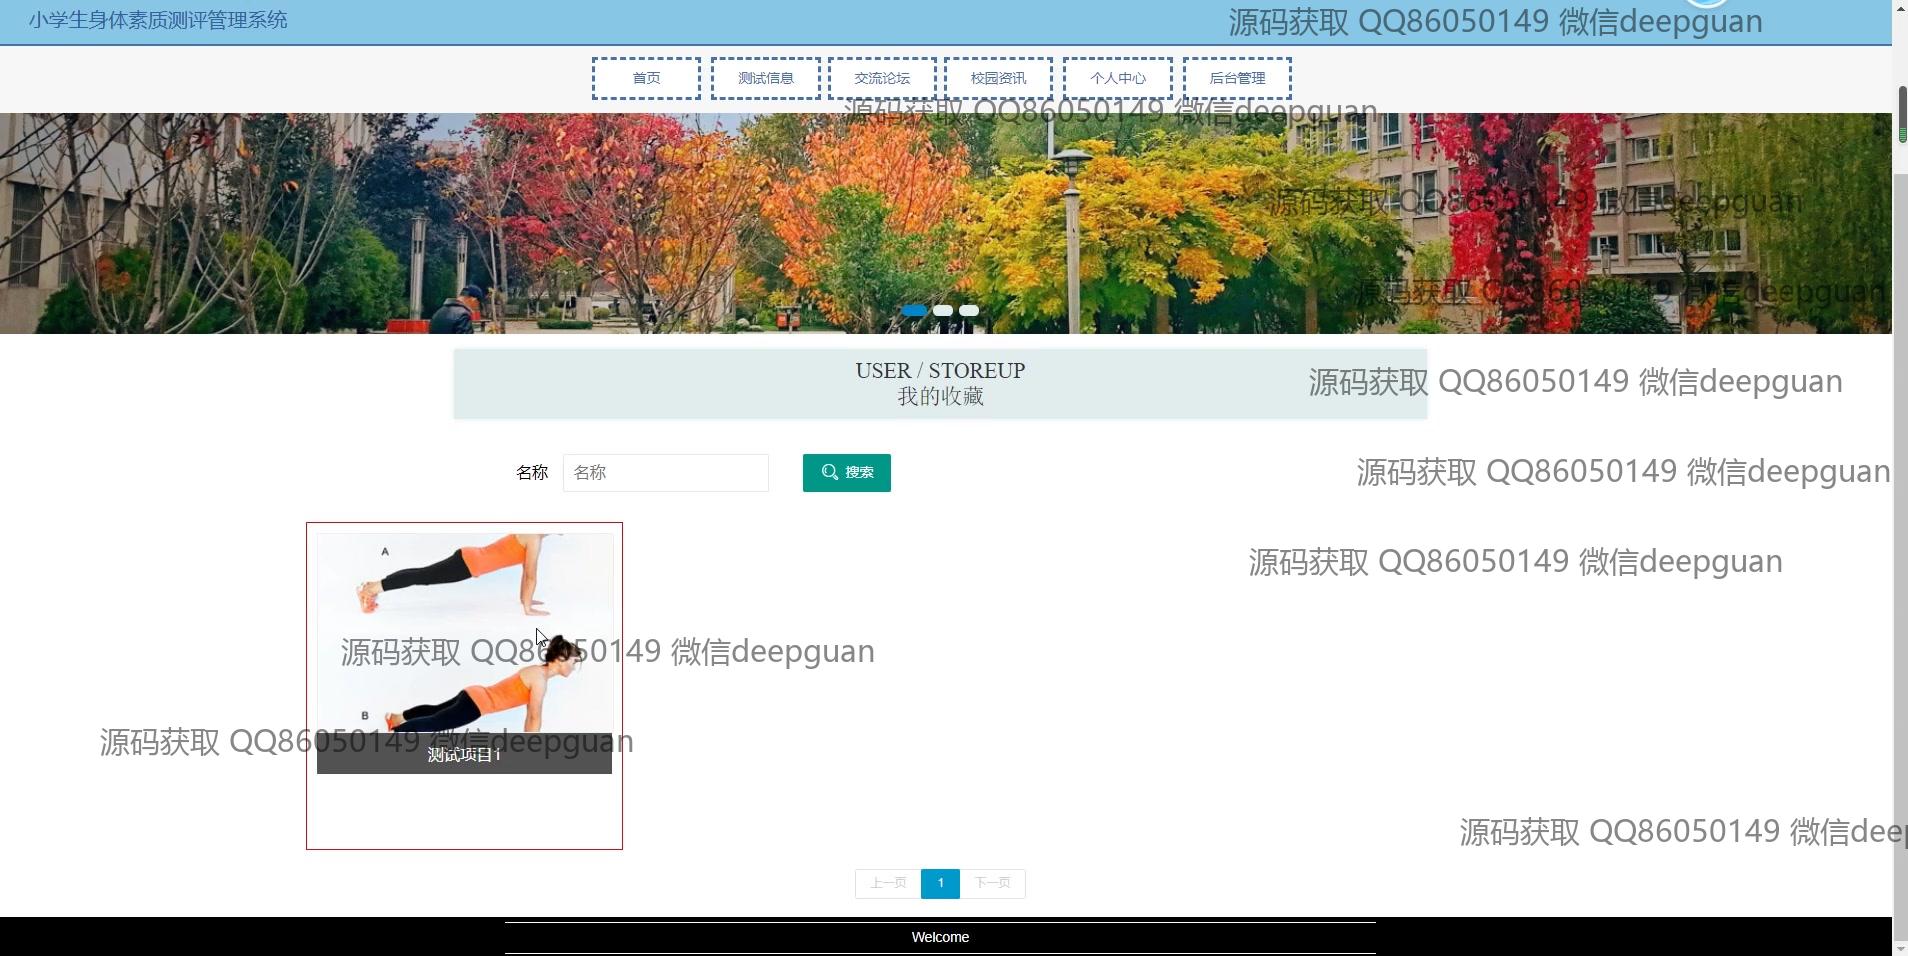 小学生身体素质测评管理系统
源码获取 QQ86050149 微信deepguan
首页 测试信息 交流论坛 校园资讯 个人中心 后台管理
源码获取 QQ86050149 微信deepguan
源码获取 QQ86050149 微信deepguan
源码获取 QQ86050149 微信deepguan
USER / STOREUP
我的收藏
源码获取 QQ86050149 微信deepguan
名称 名称 搜索
源码获取 QQ86050149 微信deepguan
A
源码获取 QQ86050149 微信deepguan
源码获取 QQ86050149 微信deepguan
B
源码获取 QQ86050149 微信deepguan
测试项目1
源码获取 QQ86050149 微信deep
上一页 1 下一页
Welcome